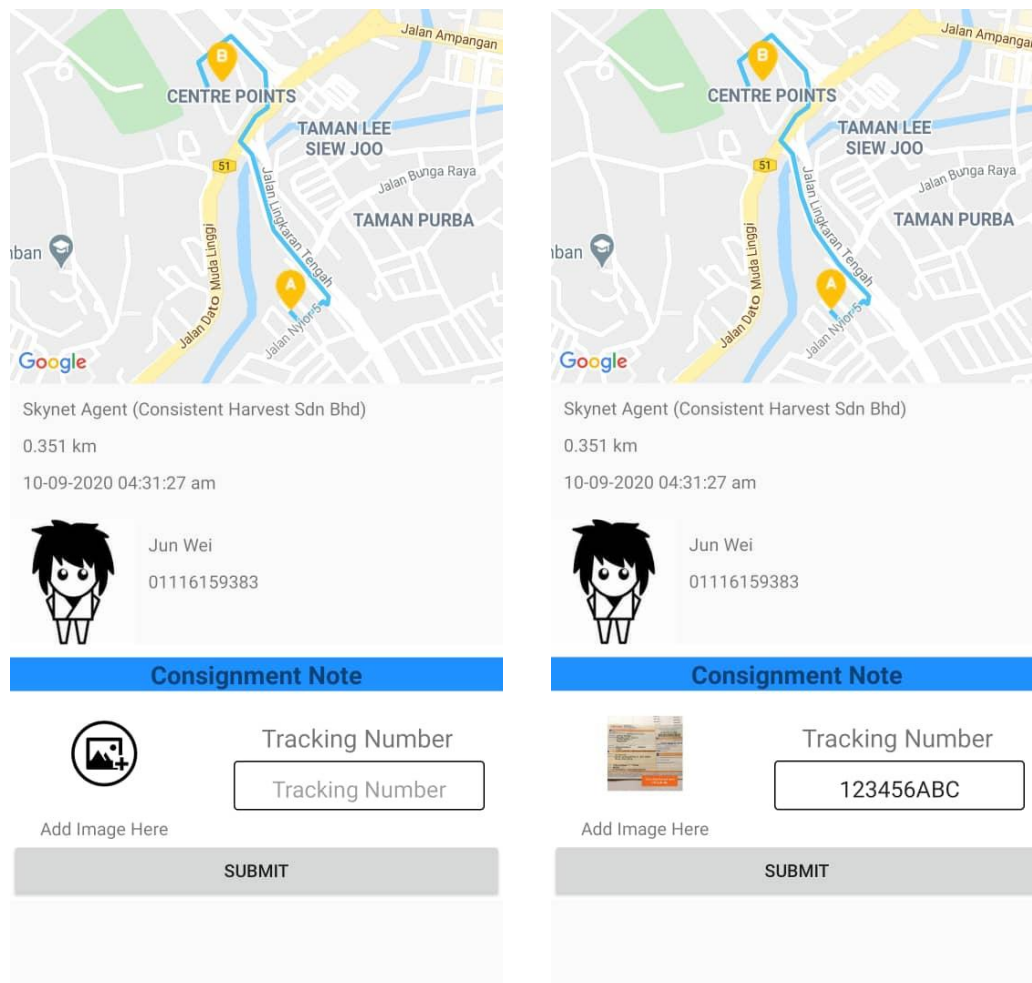 Jalan Ampangan
B
CENTRE POINTS
TAMAN LEE
SIEW JOO
51
Jalan Bunga Raya
Jalan Lingkaran Tengah
TAMAN PURBA
Jalan Dato Muda Linggi
A
Jalan Nyior 5
Google
Skynet Agent (Consistent Harvest Sdn Bhd)
0.351 km
10-09-2020 04:31:27 am
Jun Wei
01116159383
Consignment Note
Tracking Number
Tracking Number
Add Image Here
SUBMIT
B
CENTRE POINTS
TAMAN LEE
SIEW JOO
51
Jalan Bunga Raya
Jalan Lingkaran Tengah
TAMAN PURBA
Jalan Dato Muda Linggi
A
Jalan Nyior 5
Google
Skynet Agent (Consistent Harvest Sdn Bhd)
0.351 km
10-09-2020 04:31:27 am
Jun Wei
01116159383
Consignment Note
Tracking Number
123456ABC
Add Image Here
SUBMIT